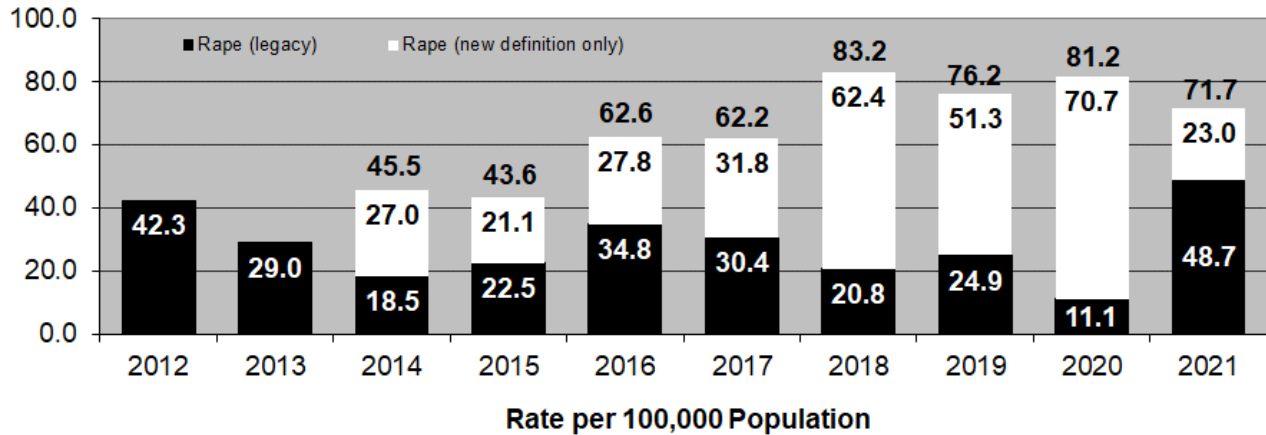 100.0
Rape (legacy) Rape (new definition only)
83.2 81.2
76.2
80.0
62.4 70.7 71.7
62.6 62.2
51.3 23.0
60.0
45.5 43.6 27.8 31.8
40.0
42.3 27.0 21.1
34.8 48.7
29.0 30.4
20.0
18.5 22.5 20.8 24.9 11.1
0.0
2012 2013 2014 2015 2016 2017 2018 2019 2020 2021
Rate per 100,000 Population